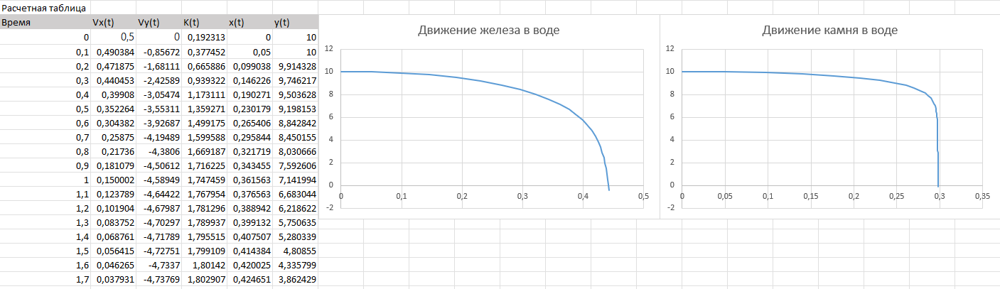 Расчетная таблица
Время Vx(t) Vy(t) K(t) x(t) y(t)
0 0,5 0 0,192313 0 10
0,1 0,490384 -0,85672 0,377452 0,05 10
0,2 0,471875 -1,68111 0,665886 0,099038 9,914328
0,3 0,440453 -2,42589 0,939322 0,146226 9,746217
0,4 0,39908 -3,05474 1,173111 0,190271 9,503628
0,5 0,352264 -3,55311 1,359271 0,230179 9,198153
0,6 0,304382 -3,92687 1,499175 0,265406 8,842842
0,7 0,25875 -4,19489 1,599588 0,295844 8,450155
0,8 0,21736 -4,3806 1,669187 0,321719 8,030666
0,9 0,181079 -4,50612 1,716225 0,343455 7,592606
1 0,150002 -4,58949 1,747459 0,361563 7,141994
1,1 0,123789 -4,64422 1,767954 0,376563 6,683044
1,2 0,101904 -4,67987 1,781296 0,388942 6,218622
1,3 0,083752 -4,70297 1,789937 0,399132 5,750635
1,4 0,068761 -4,71789 1,795515 0,407507 5,280339
1,5 0,056415 -4,72751 1,799109 0,414384 4,80855
1,6 0,046265 -4,7337 1,80142 0,420025 4,335799
1,7 0,037931 -4,73769 1,802907 0,424651 3,862429
Движение железа в воде
12
10
8
6
4
2
0
-2
0 0,1 0,2 0,3 0,4 0,5
Движение камня в воде
12
10
8
6
4
2
0
-2
0 0,05 0,1 0,15 0,2 0,25 0,3 0,35